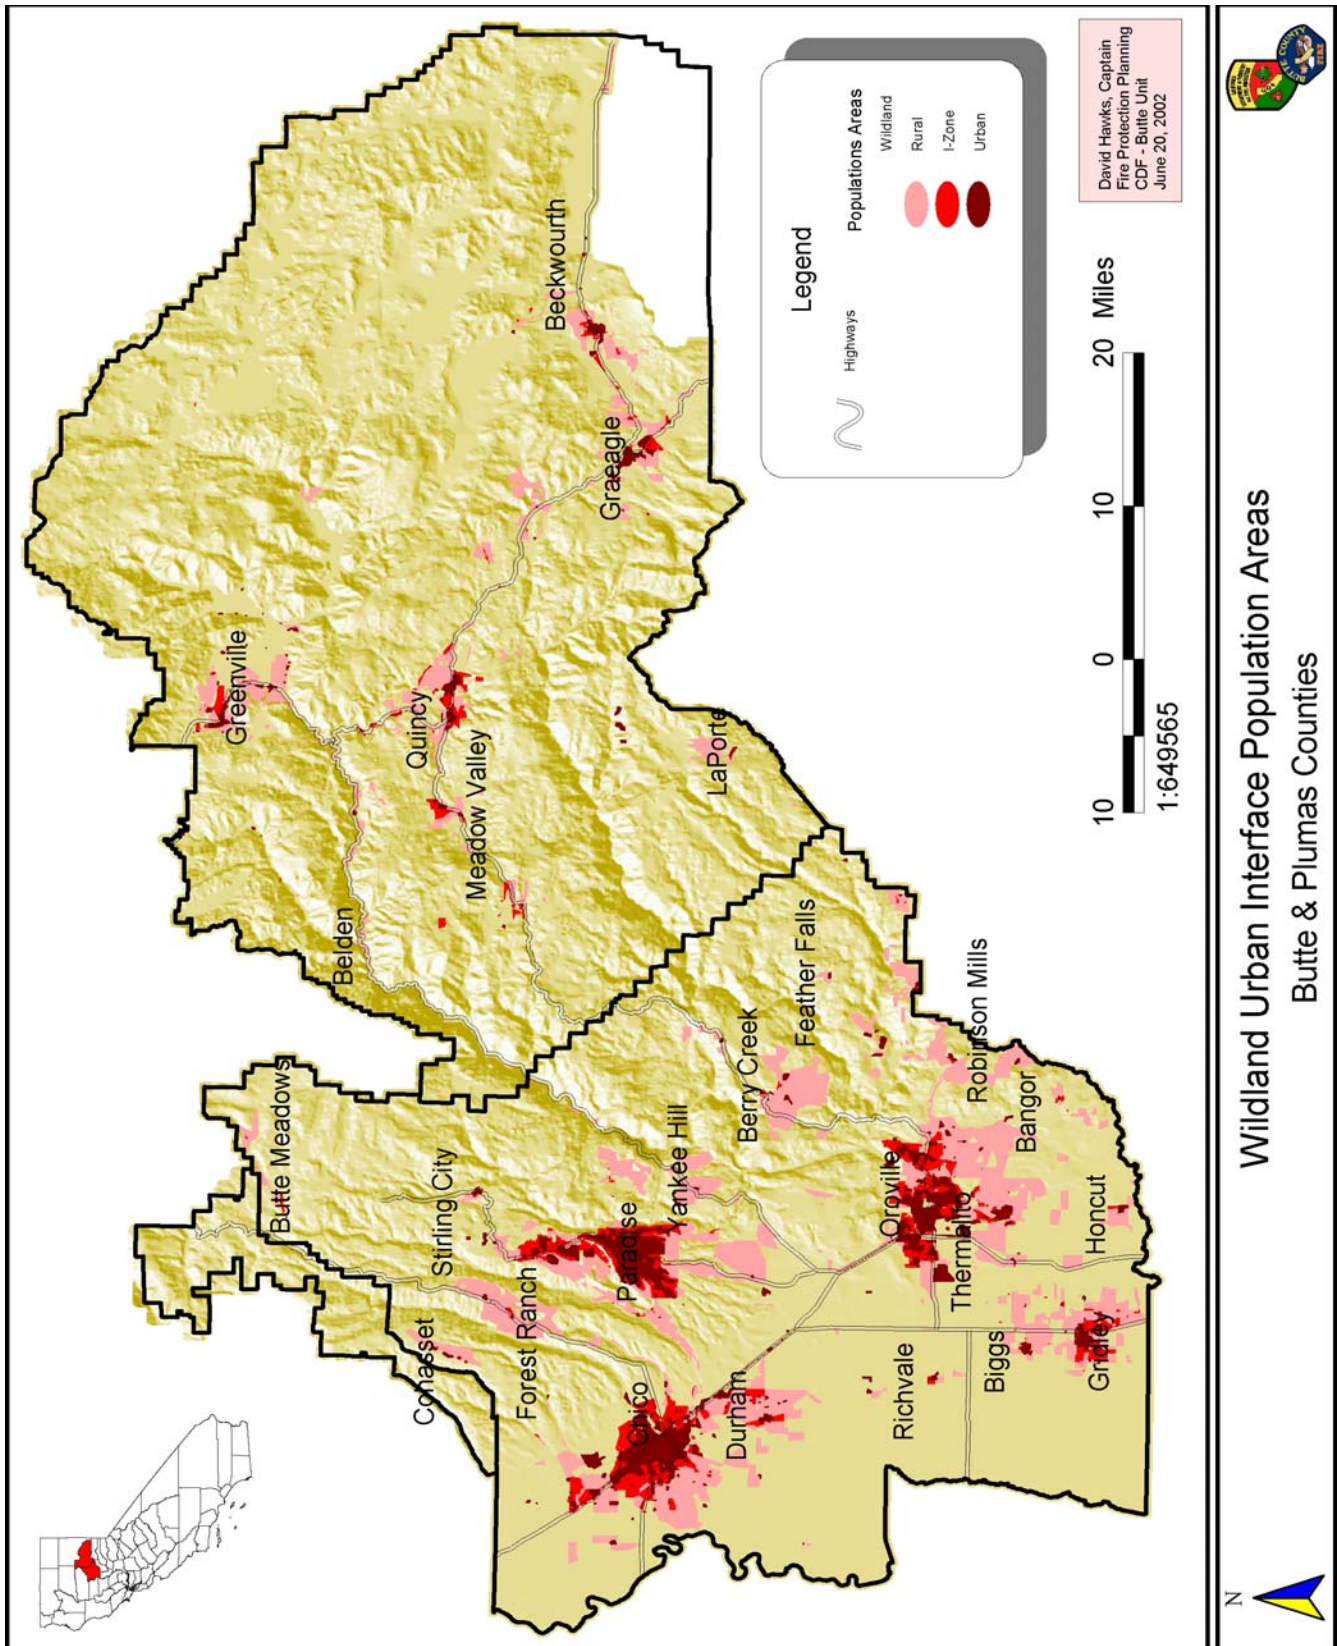 Greenville
Beckwourth
Belden
Quincy
Meadow Valley
Graeagle
LaPorte
Butte Meadows
Stirling City
Cohasset
Forest Ranch
Paradise
Yankee Hill
Berry Creek
Feather Falls
Chico
Durham
Oroville
Thermalito
Robinson Mills
Bangor
Richvale
Biggs
Gridley
Honcut
Legend
Highways
Populations Areas
Wildland
Rural
I-Zone
Urban
10 0 10 20 Miles
1:649565
David Hawks, Captain
Fire Protection Planning
CDF - Butte Unit
June 20, 2002
N
Wildland Urban Interface Population Areas
Butte & Plumas Counties
BUTTE COUNTY
FIRE